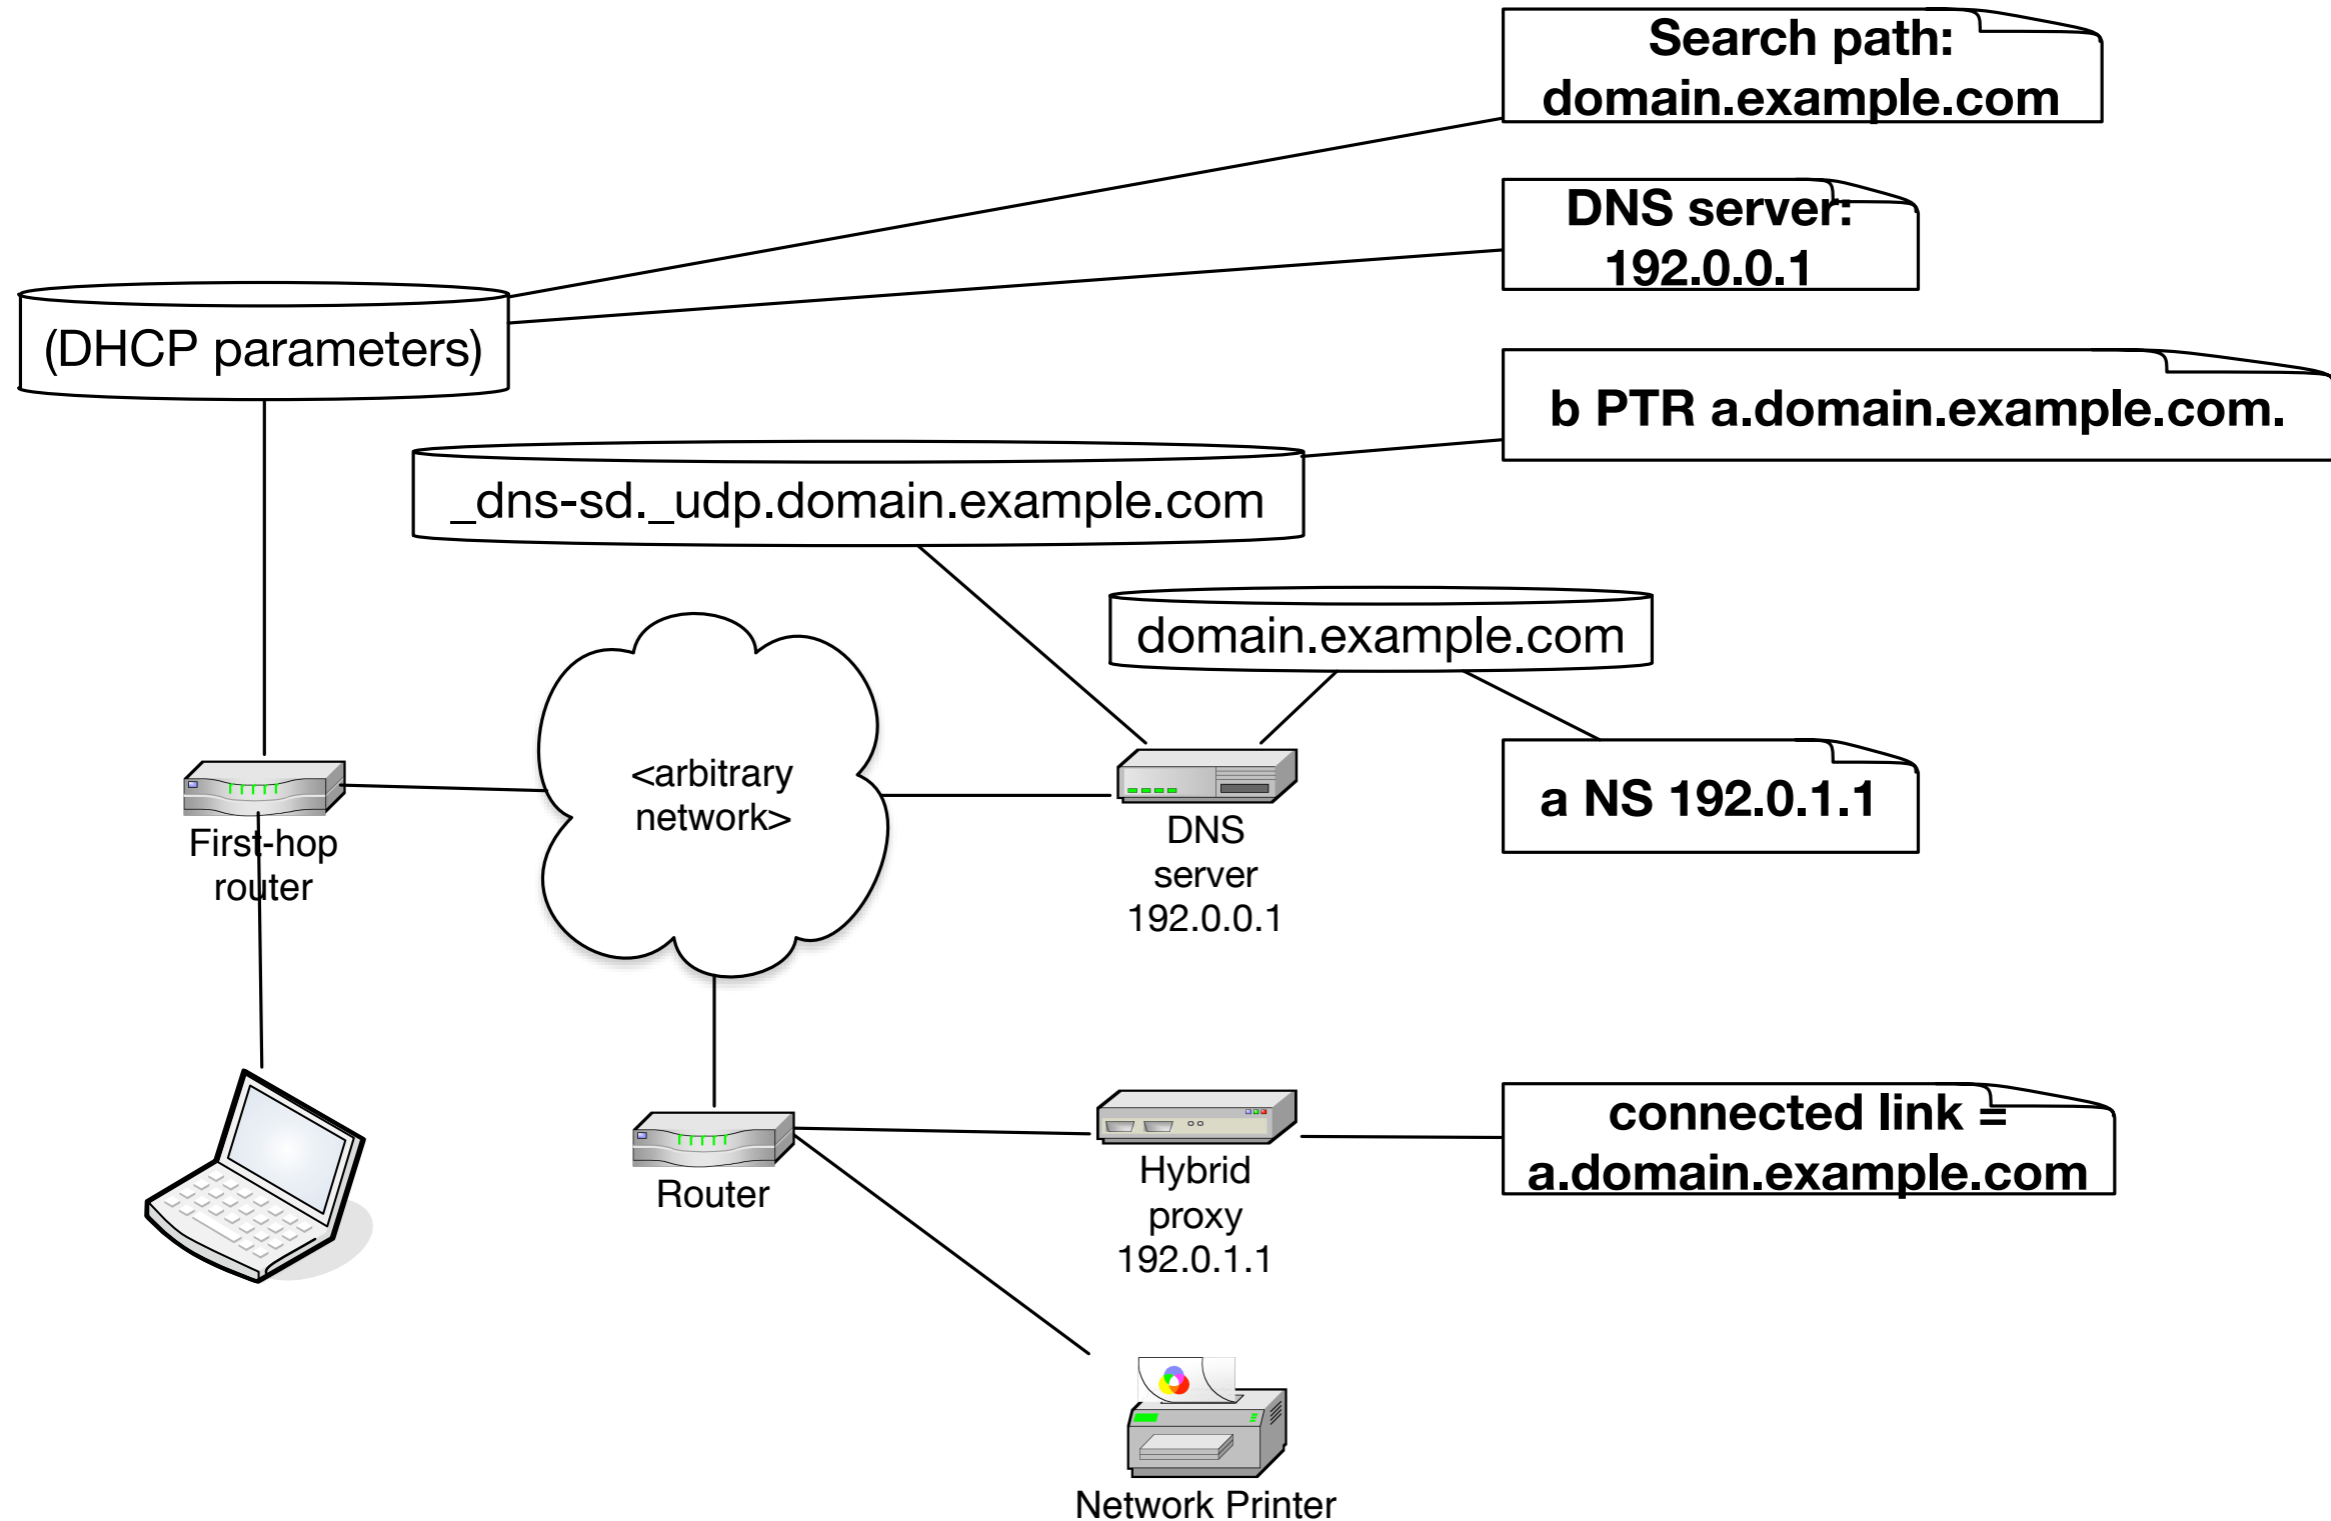 Search path:
domain.example.com
DNS server:
192.0.0.1
(DHCP parameters)
b PTR a.domain.example.com.
_dns-sd._udp.domain.example.com
domain.example.com
<arbitrary
network>
a NS 192.0.1.1
First-hop
router
DNS
server
192.0.0.1
connected link =
a.domain.example.com
Router
Hybrid
proxy
192.0.1.1
Network Printer